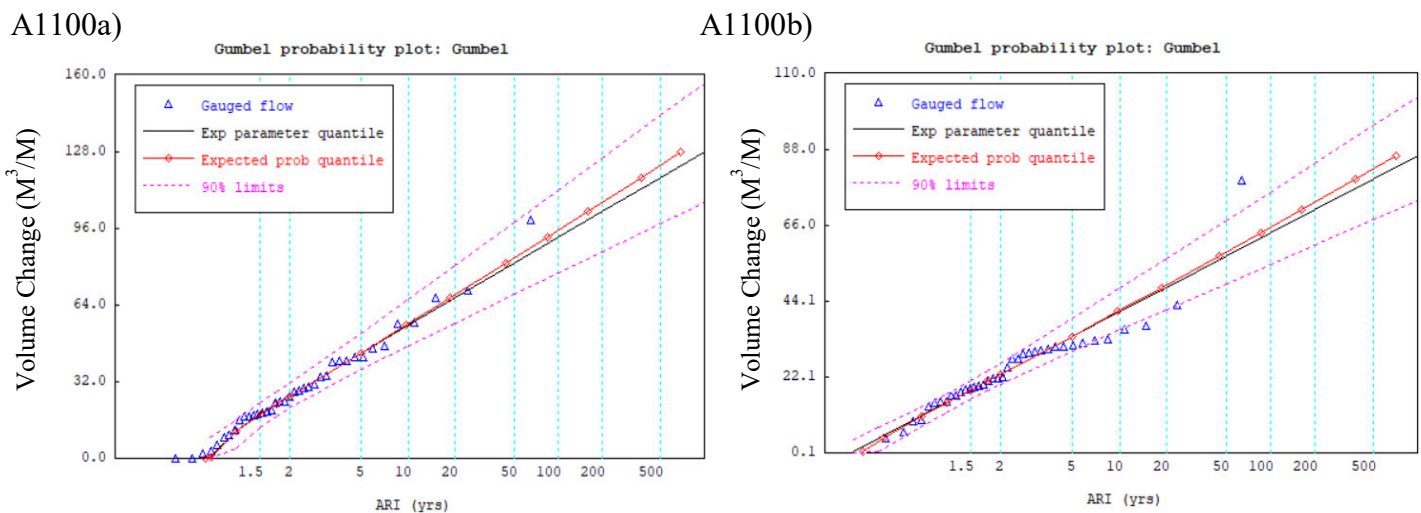 A1100a)
Gumbel probability plot: Gumbel
Volume Change (M³/M)
160.0
128.0
96.0
64.0
32.0
0.0
Gauged flow
Exp parameter quantile
Expected prob quantile
90% limits
1.5 2 5 10 20 50 100 200 500
ARI (yrs)
A1100b)
Gumbel probability plot: Gumbel
Volume Change (M³/M)
110.0
88.0
66.0
44.1
22.1
0.1
Gauged flow
Exp parameter quantile
Expected prob quantile
90% limits
1.5 2 5 10 20 50 100 200 500
ARI (yrs)